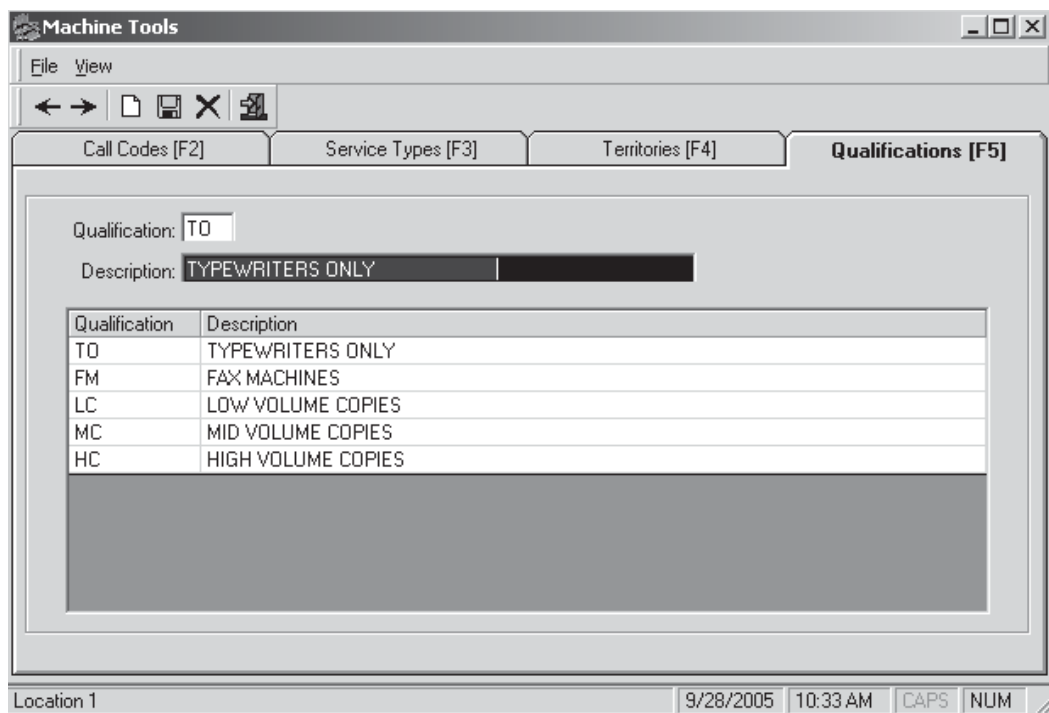 Machine Tools
File View
Call Codes [F2] Service Types [F3] Territories [F4] Qualifications [F5]
Qualification: TO
Description: TYPEWRITERS ONLY
Qualification Description
TO TYPEWRITERS ONLY
FM FAX MACHINES
LC LOW VOLUME COPIES
MC MID VOLUME COPIES
HC HIGH VOLUME COPIES
Location 1 9/28/2005 10:33 AM CAPS NUM